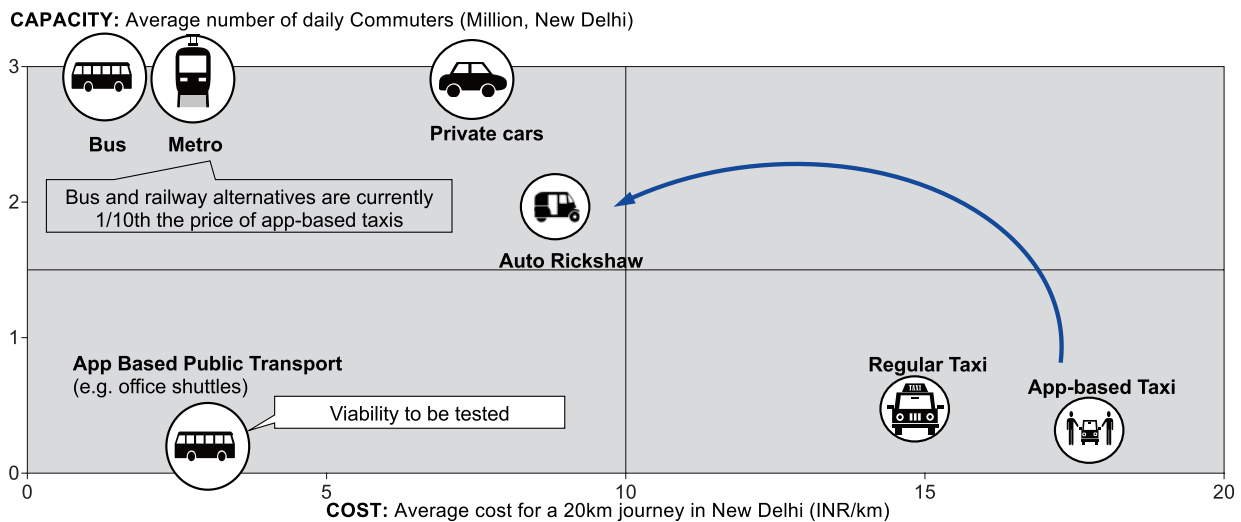 CAPACITY: Average number of daily Commuters (Million, New Delhi)
3
Bus
Metro
Private cars
Bus and railway alternatives are currently
1/10th the price of app-based taxis
2
Auto Rickshaw
1
App Based Public Transport
(e.g. office shuttles)
Viability to be tested
Regular Taxi
TAXI
App-based Taxi
0
0 5 10 15 20
COST: Average cost for a 20km journey in New Delhi (INR/km)